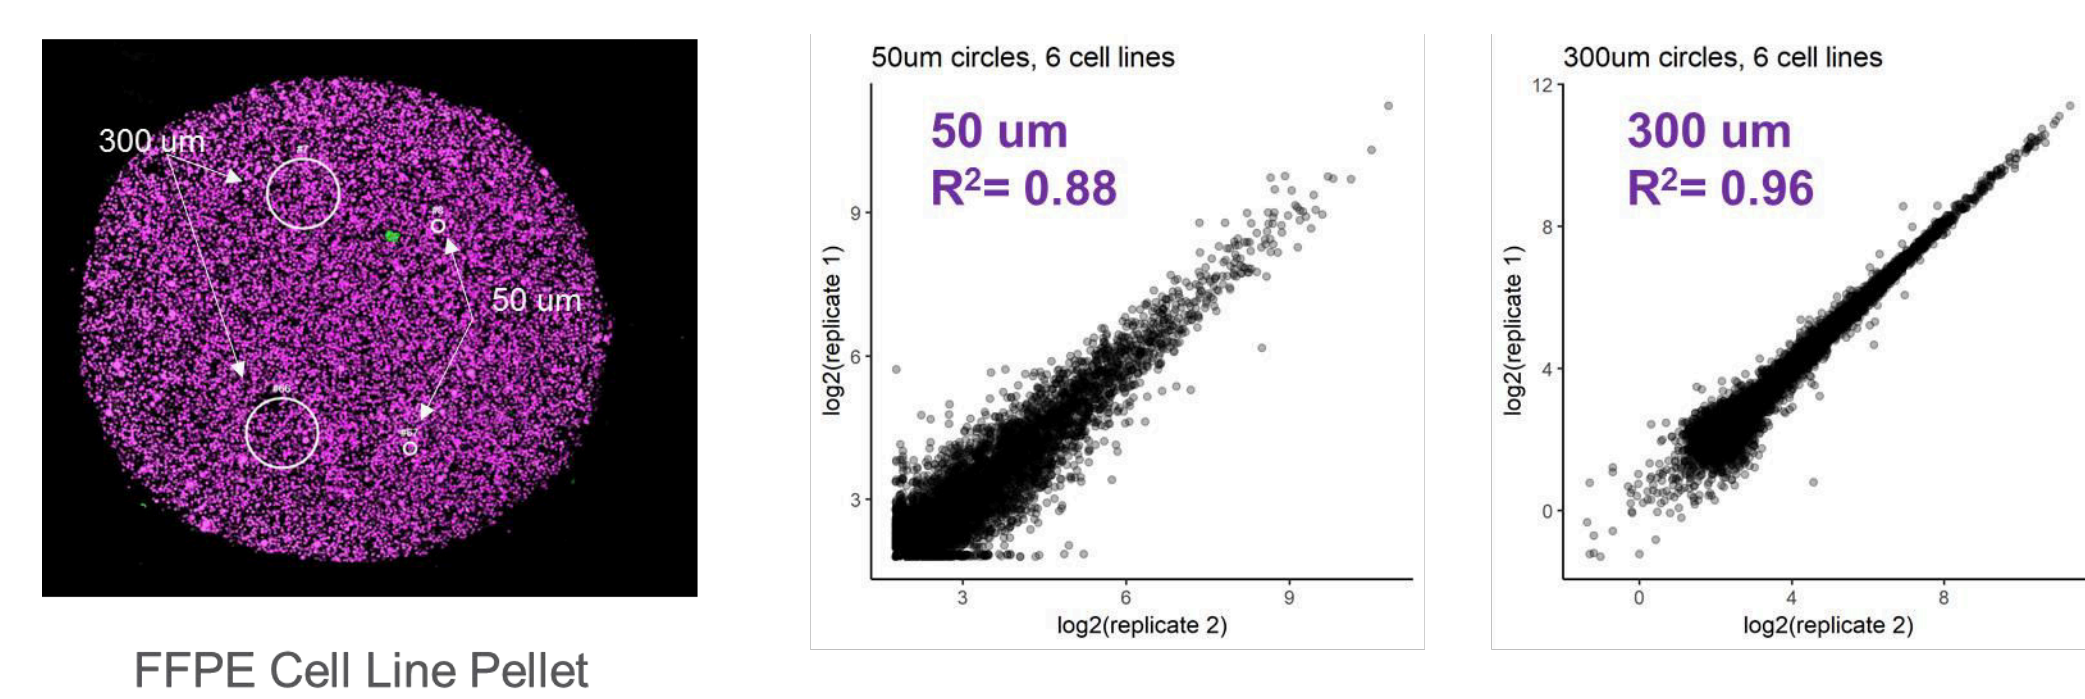 300 um
#7
50 um
#66
FFPE Cell Line Pellet
50um circles, 6 cell lines
50 um
R²= 0.88
9
6
3
log2(replicate 1)
3 6 9
log2(replicate 2)
300um circles, 6 cell lines
300 um
R²= 0.96
12
8
4
0
log2(replicate 1)
0 4 8
log2(replicate 2)